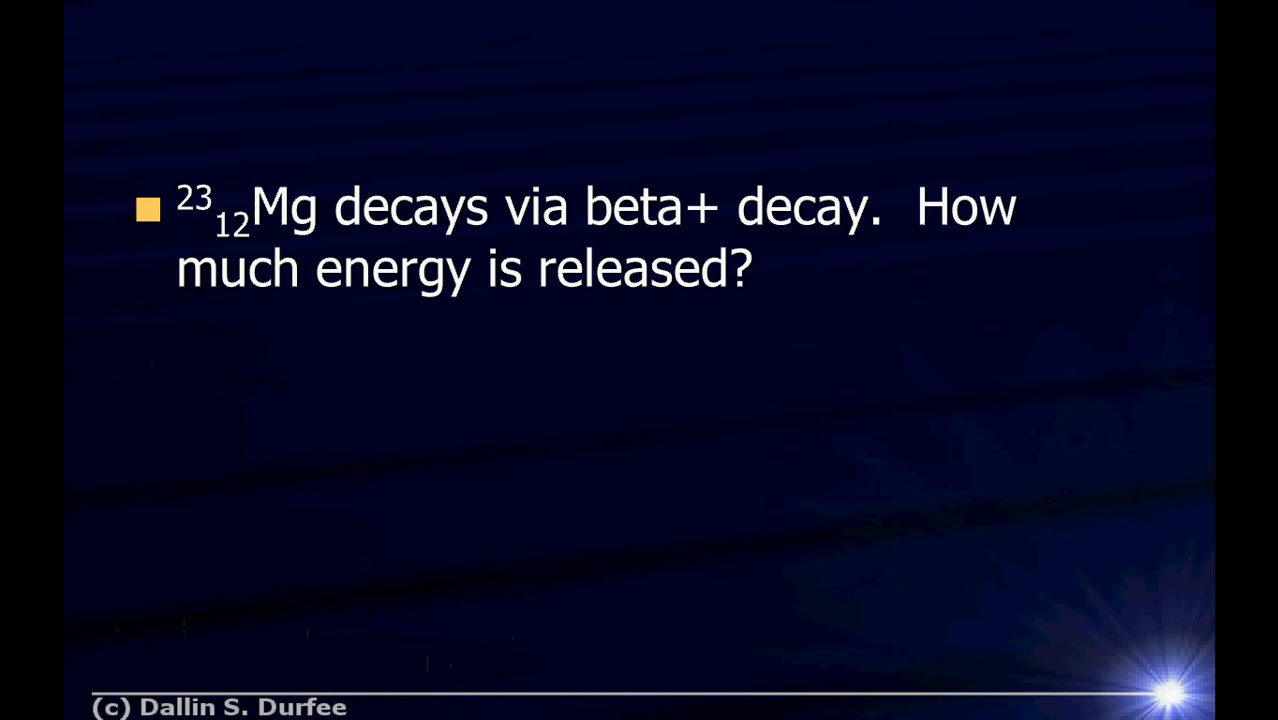 ²³₁₂Mg decays via beta+ decay.  How
much energy is released?
(c) Dallin S. Durfee